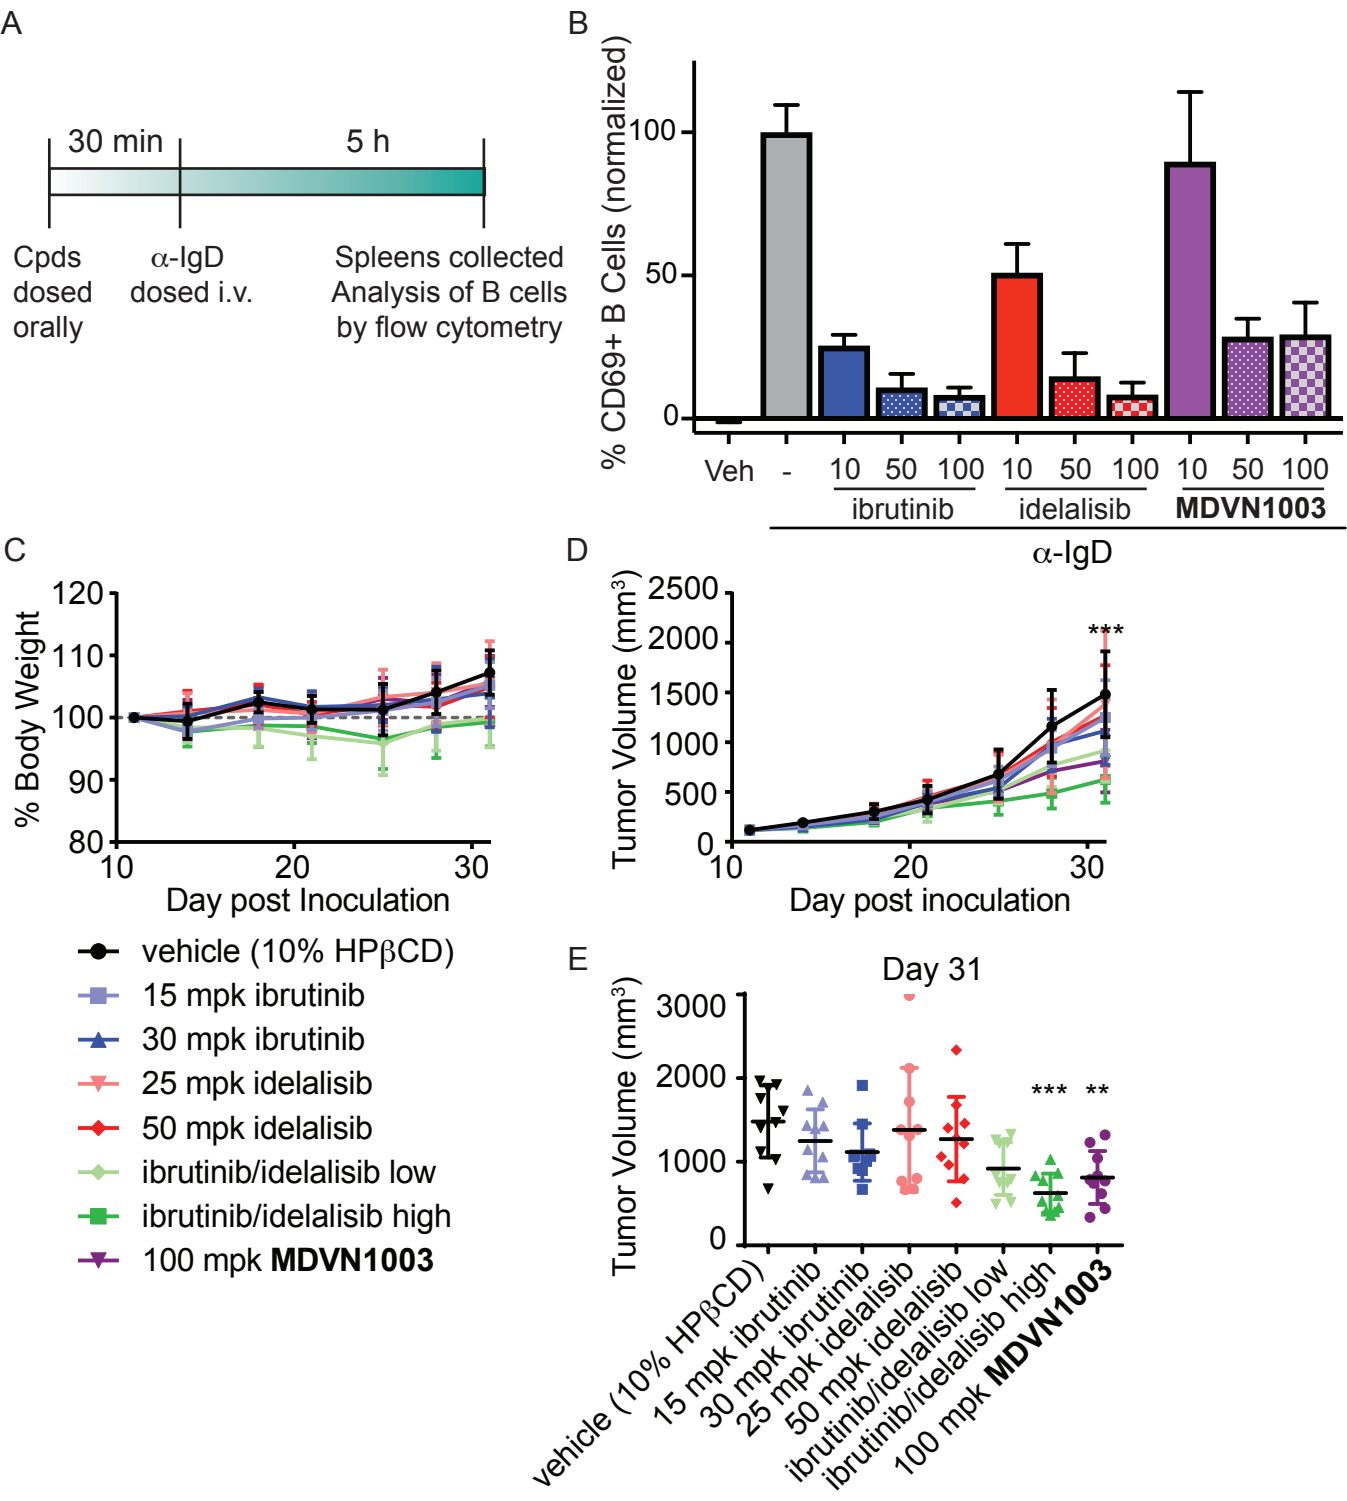 A
30 min
5 h
Cpds
dosed
orally
α-IgD
dosed i.v.
Spleens collected
Analysis of B cells
by flow cytometry
B
% CD69+ B Cells (normalized)
100
50
0
Veh - 10 50 100 10 50 100 10 50 100
ibrutinib idelalisib MDVN1003
α-IgD
C
% Body Weight
120
110
100
90
80
10 20 30
Day post Inoculation
D
Tumor Volume (mm³)
2500
2000
1500
1000
500
0
***
10 20 30
Day post inoculation
vehicle (10% HPβCD)
15 mpk ibrutinib
30 mpk ibrutinib
25 mpk idelalisib
50 mpk idelalisib
ibrutinib/idelalisib low
ibrutinib/idelalisib high
100 mpk MDVN1003
E
Day 31
Tumor Volume (mm³)
3000
2000
1000
0
*** **
vehicle (10% HPβCD)
15 mpk ibrutinib
30 mpk ibrutinib
25 mpk idelalisib
50 mpk idelalisib
ibrutinib/idelalisib low
ibrutinib/idelalisib high
100 mpk MDVN1003